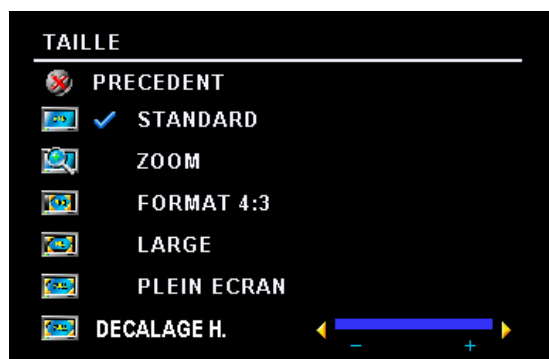 TAILLE
PRECEDENT
STANDARD
ZOOM
FORMAT 4:3
LARGE
PLEIN ECRAN
DECALAGE H.
− +